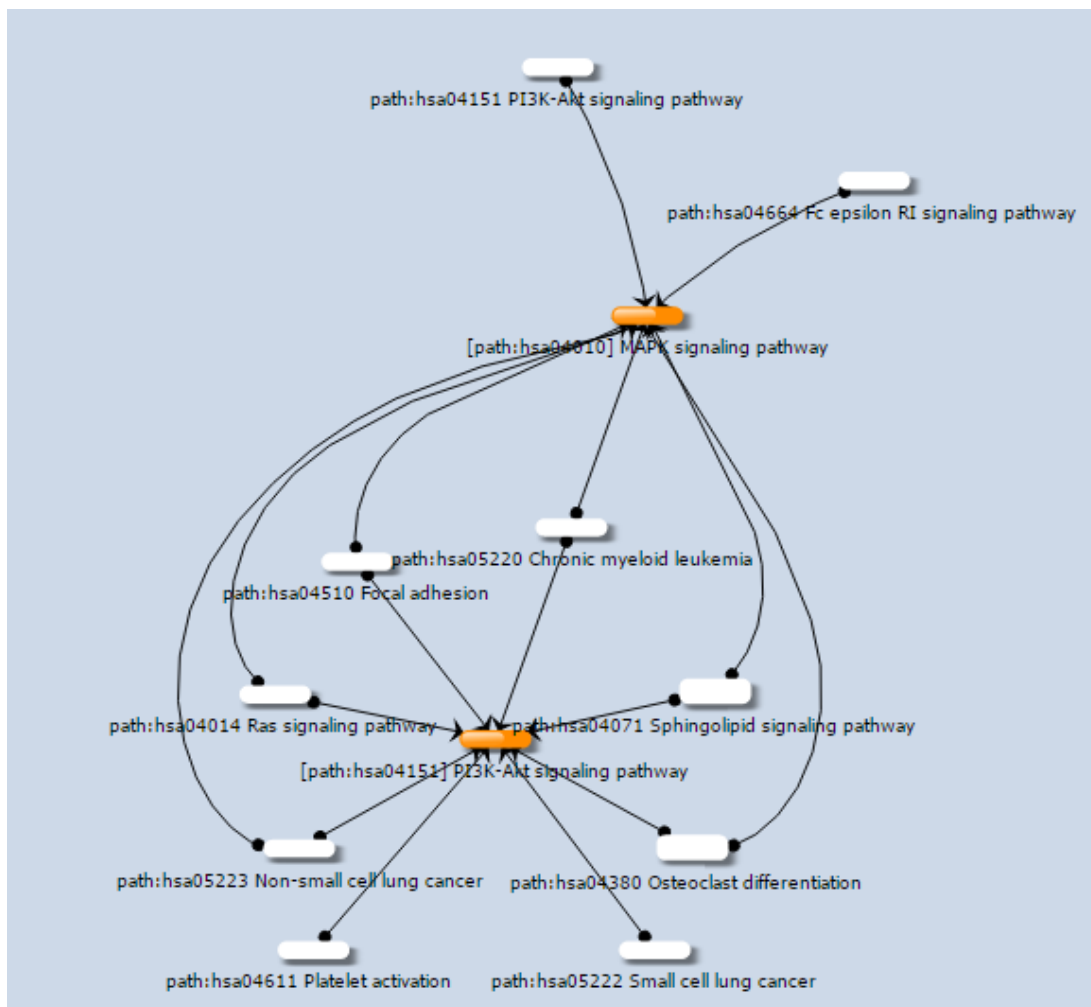 path:hsa04151 PI3K-Akt signaling pathway
path:hsa04664 Fc epsilon RI signaling pathway
[path:hsa04010] MAPK signaling pathway
path:hsa05220 Chronic myeloid leukemia
path:hsa04510 Focal adhesion
path:hsa04014 Ras signaling pathway
path:hsa04071 Sphingolipid signaling pathway
[path:hsa04151] PI3K-Akt signaling pathway
path:hsa05223 Non-small cell lung cancer
path:hsa04380 Osteoclast differentiation
path:hsa04611 Platelet activation
path:hsa05222 Small cell lung cancer